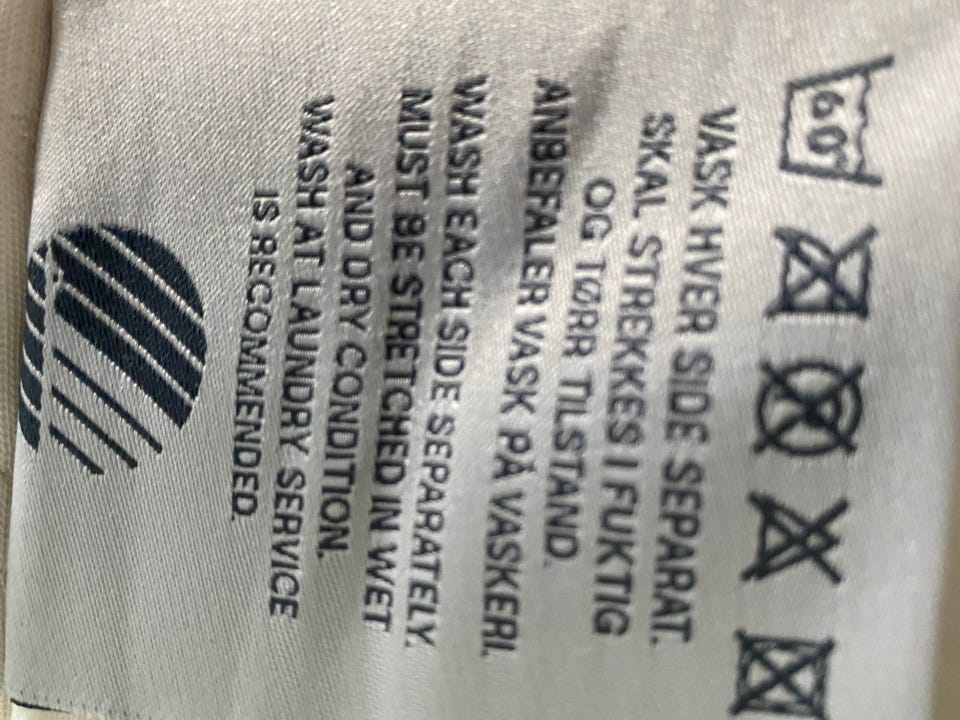 60°
VASK HVER SIDE SEPARAT.
SKAL STREKKES I FUKTIG
OG TØRR TILSTAND.
ANBEFALER VASK PÅ VASKERI.
WASH EACH SIDE SEPARATELY.
MUST BE STRETCHED IN WET
AND DRY CONDITION.
WASH AT LAUNDRY SERVICE
IS RECOMMENDED.